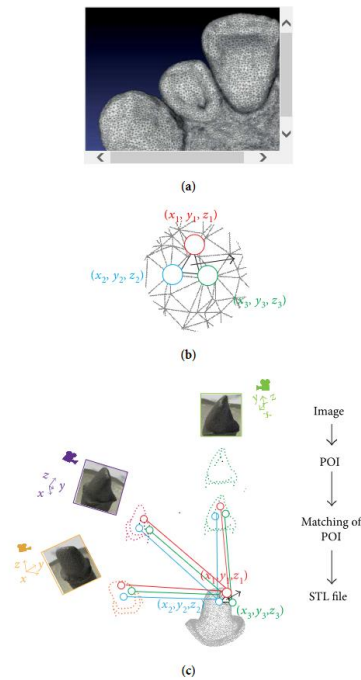 (a)
(x₁, y₁, z₁)
(x₂, y₂, z₂)
(x₃, y₃, z₃)
(b)
y z
x
Image
z
x y
POI
Matching of
POI
z y
x
(x₁, y₁, z₁)
(x₂, y₂, z₂)
(x₃, y₃, z₃)
STL file
(c)